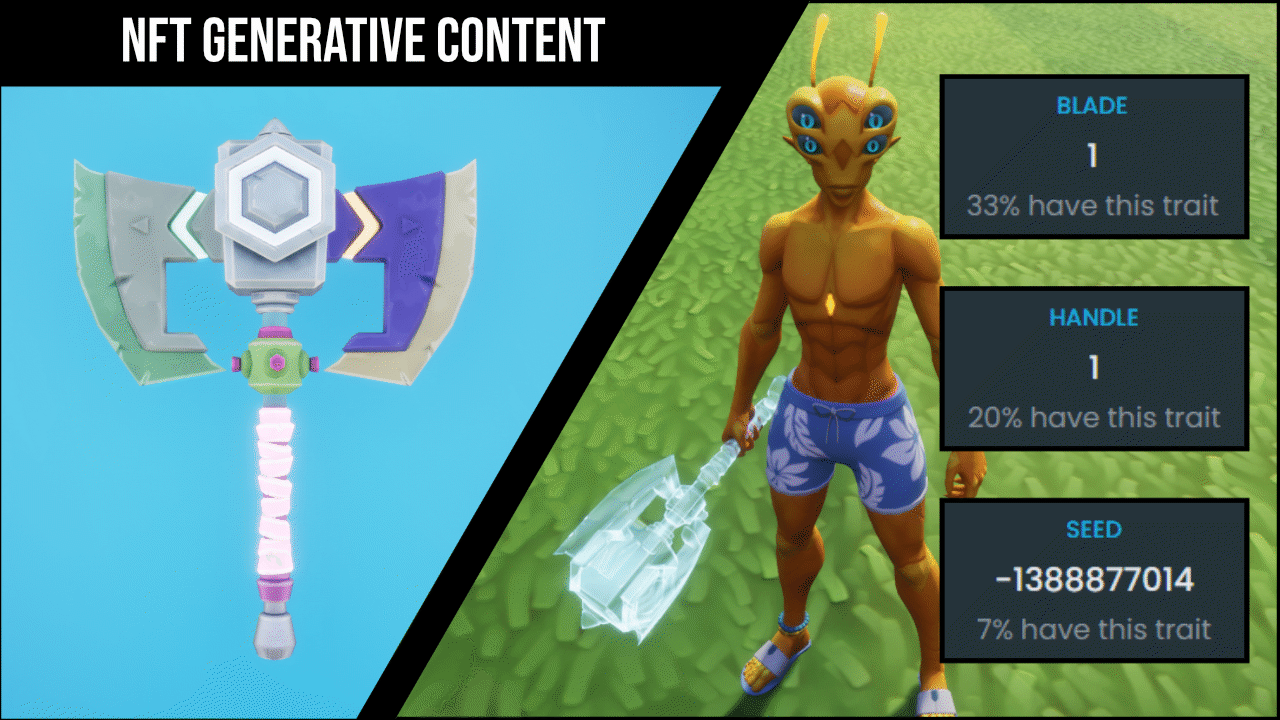 NFT GENERATIVE CONTENT
BLADE
1
33% have this trait
HANDLE
1
20% have this trait
SEED
-1388877014
7% have this trait